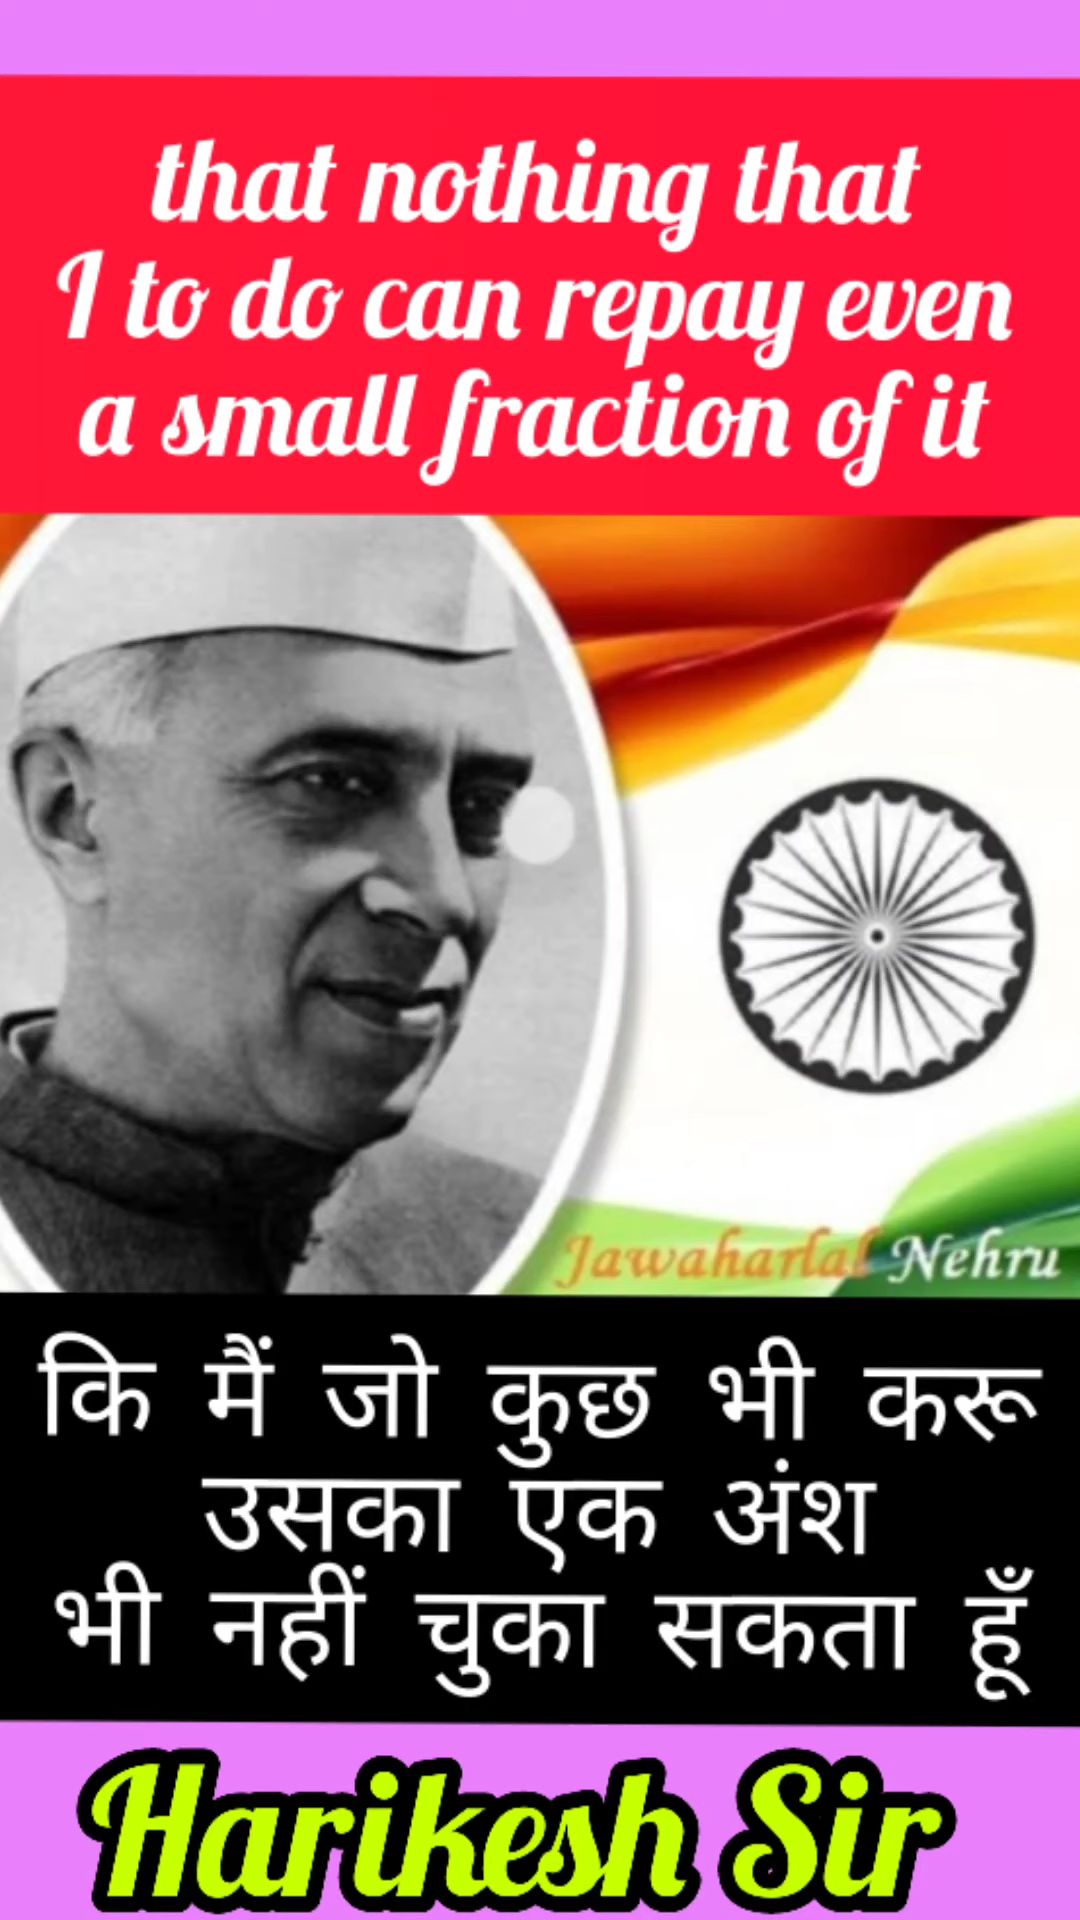 that nothing that
I to do can repay even
a small fraction of it
Jawaharlal Nehru
कि मैं जो कुछ भी करू
उसका एक अंश
भी नहीं चुका सकता हूँ
Harikesh Sir